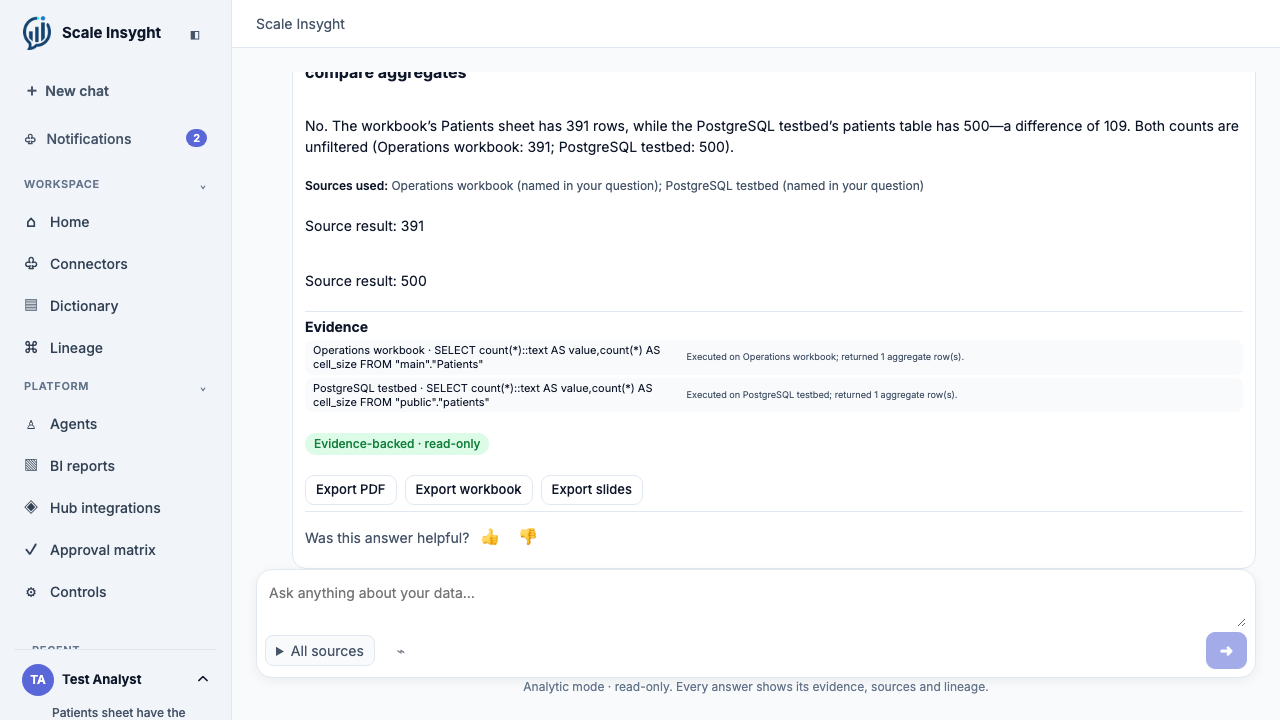 Scale Insyght
+ New chat
Notifications
2
WORKSPACE
Home
Connectors
Dictionary
Lineage
PLATFORM
Agents
BI reports
Hub integrations
Approval matrix
Controls
RECENT
TA
Test Analyst
Patients sheet have the
Scale Insyght
compare aggregates
No. The workbook’s Patients sheet has 391 rows, while the PostgreSQL testbed’s patients table has 500—a difference of 109. Both counts are
unfiltered (Operations workbook: 391; PostgreSQL testbed: 500).
Sources used: Operations workbook (named in your question); PostgreSQL testbed (named in your question)
Source result: 391
Source result: 500
Evidence
Operations workbook · SELECT count(*)::text AS value,count(*) AS
cell_size FROM "main"."Patients"
Executed on Operations workbook; returned 1 aggregate row(s).
PostgreSQL testbed · SELECT count(*)::text AS value,count(*) AS
cell_size FROM "public"."patients"
Executed on PostgreSQL testbed; returned 1 aggregate row(s).
Evidence-backed · read-only
Export PDF
Export workbook
Export slides
Was this answer helpful? 👍 👎
Ask anything about your data...
All sources
Analytic mode · read-only. Every answer shows its evidence, sources and lineage.